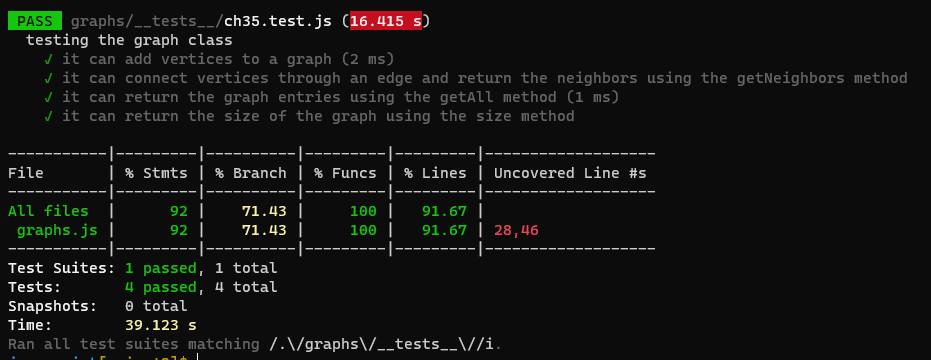 PASS graphs/__tests__/ch35.test.js (16.415 s)
testing the graph class
✓ it can add vertices to a graph (2 ms)
✓ it can connect vertices through an edge and return the neighbors using the getNeighbors method
✓ it can return the graph entries using the getAll method (1 ms)
✓ it can return the size of the graph using the size method
-----------|---------|----------|---------|---------|-------------------
File       | % Stmts | % Branch | % Funcs | % Lines | Uncovered Line #s
-----------|---------|----------|---------|---------|-------------------
All files  |      92 |    71.43 |     100 |   91.67 |
 graphs.js |      92 |    71.43 |     100 |   91.67 | 28,46
-----------|---------|----------|---------|---------|-------------------
Test Suites: 1 passed, 1 total
Tests:       4 passed, 4 total
Snapshots:   0 total
Time:        39.123 s
Ran all test suites matching /.\/graphs\/__tests__\//i.